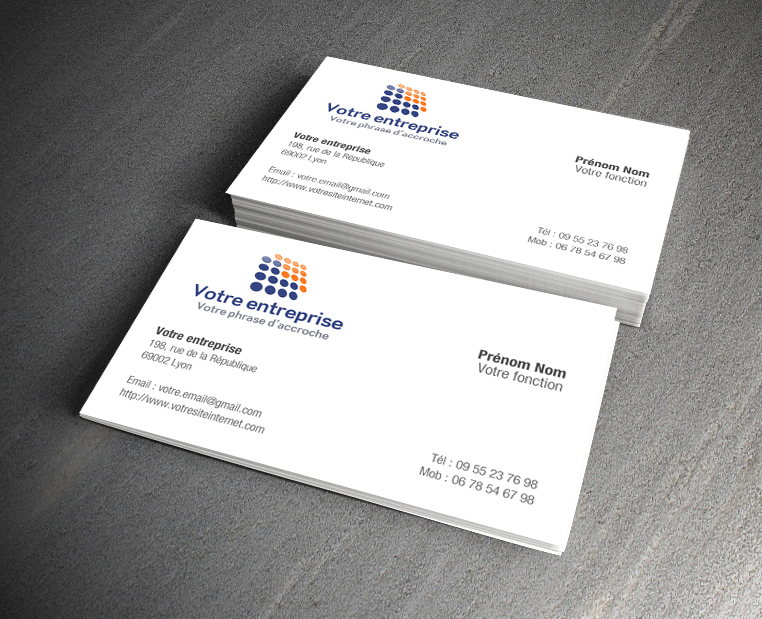 Votre entreprise
Votre phrase d'accroche
Votre entreprise
198, rue de la République
69002 Lyon
Email : votre.email@gmail.com
http://www.votresiteinternet.com
Prénom Nom
Votre fonction
Tél : 09 55 23 76 98
Mob : 06 78 54 67 98
Votre entreprise
Votre phrase d'accroche
Votre entreprise
198, rue de la République
69002 Lyon
Email : votre.email@gmail.com
http://www.votresiteinternet.com
Prénom Nom
Votre fonction
Tél : 09 55 23 76 98
Mob : 06 78 54 67 98